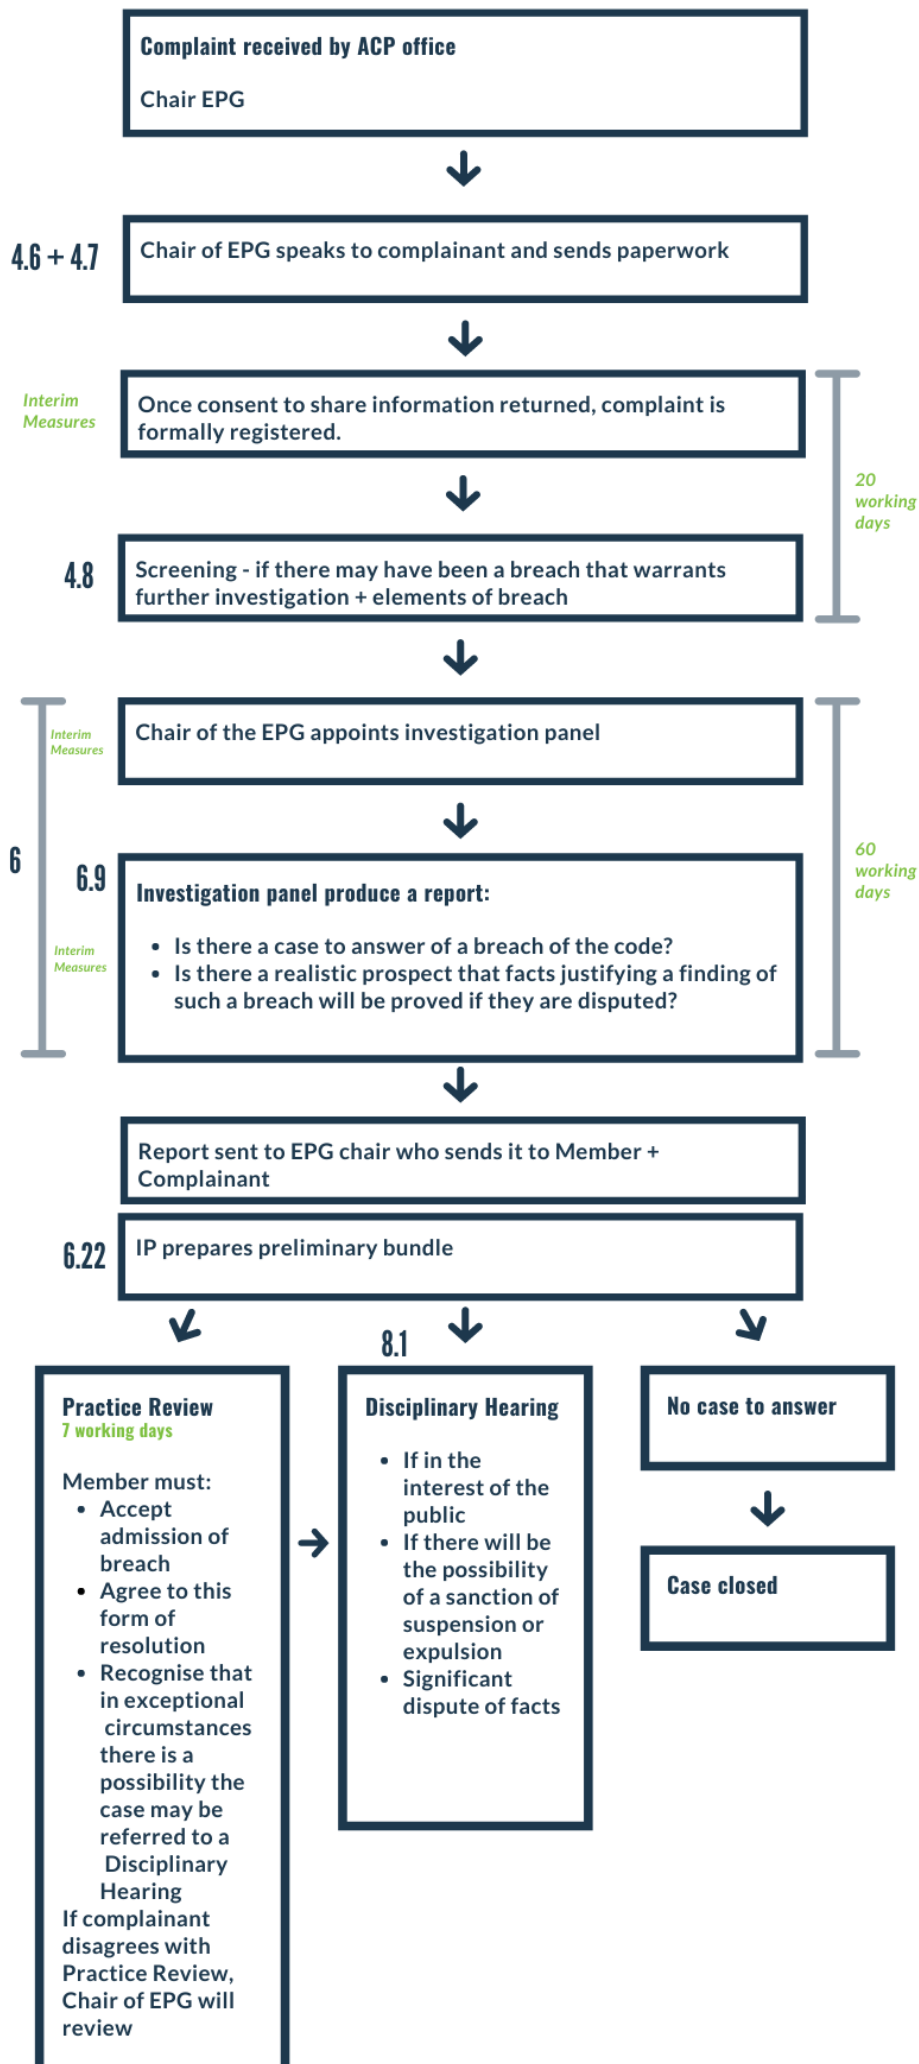 Complaint received by ACP office
Chair EPG
4.6 + 4.7
Chair of EPG speaks to complainant and sends paperwork
Interim
Measures
Once consent to share information returned, complaint is
formally registered.
20
working
days
4.8
Screening - if there may have been a breach that warrants
further investigation + elements of breach
Interim
Measures
Chair of the EPG appoints investigation panel
6
6.9
60
working
days
Investigation panel produce a report:
Interim
Measures
• Is there a case to answer of a breach of the code?
• Is there a realistic prospect that facts justifying a finding of
such a breach will be proved if they are disputed?
Report sent to EPG chair who sends it to Member +
Complainant
6.22
IP prepares preliminary bundle
Practice Review
7 working days
Member must:
• Accept
admission of
breach
• Agree to this
form of
resolution
• Recognise that
in exceptional
circumstances
there is a
possibility the
case may be
referred to a
Disciplinary
Hearing
If complainant
disagrees with
Practice Review,
Chair of EPG will
review
8.1
Disciplinary Hearing
• If in the
interest of the
public
• If there will be
the possibility
of a sanction of
suspension or
expulsion
• Significant
dispute of facts
No case to answer
Case closed